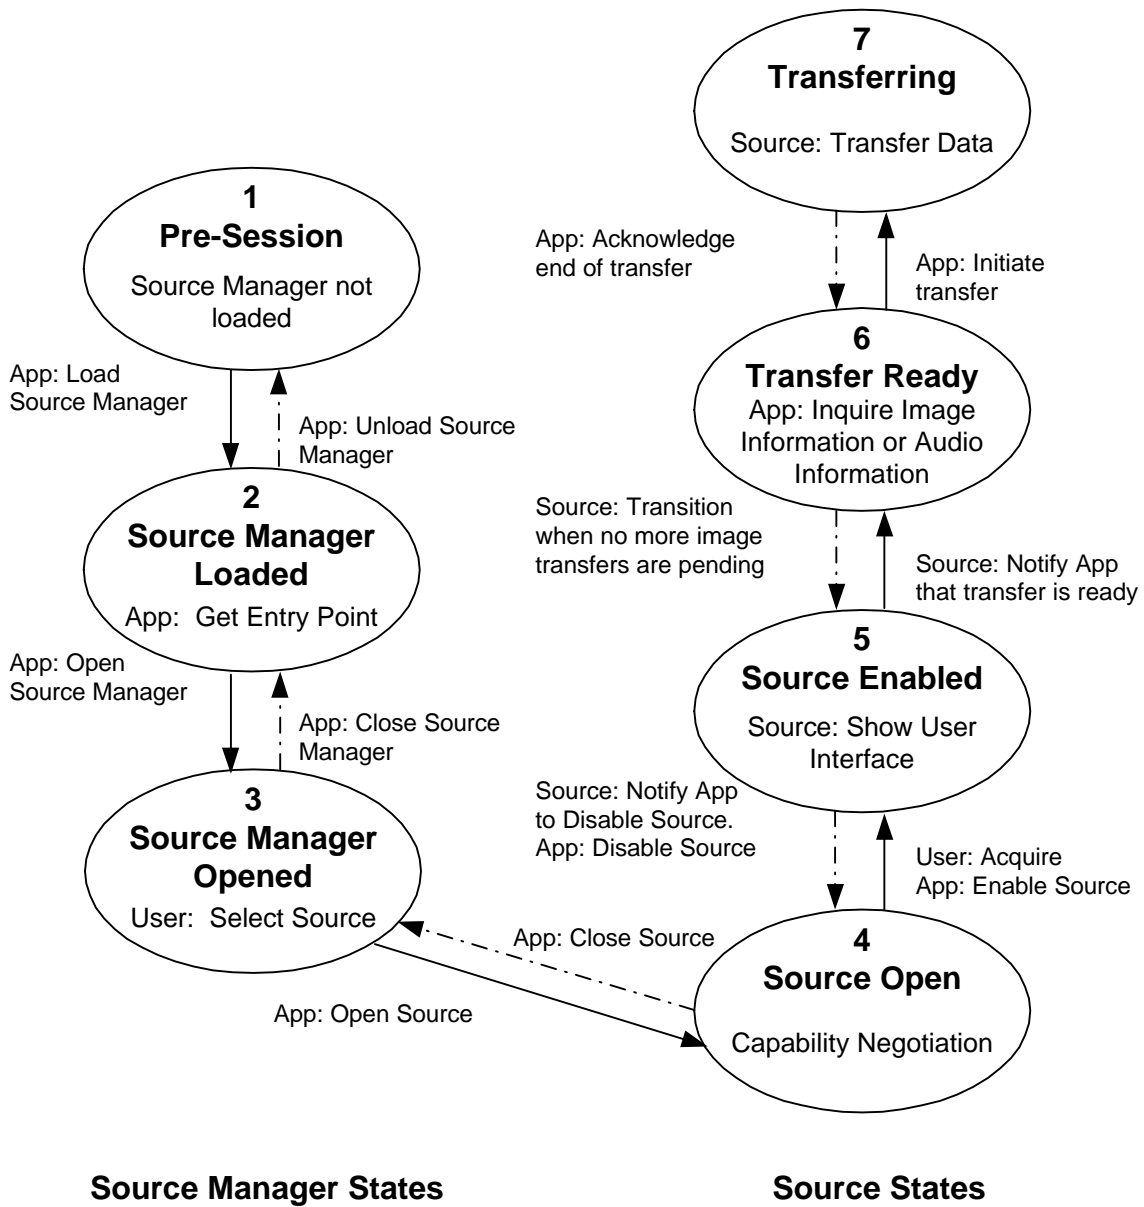 1
Pre-Session
Source Manager not
loaded
App: Load
Source Manager
App: Unload Source
Manager
2
Source Manager
Loaded
App:  Get Entry Point
App: Open
Source Manager
App: Close Source
Manager
3
Source Manager
Opened
User:  Select Source
App: Close Source
App: Open Source
7
Transferring
Source: Transfer Data
App: Acknowledge
end of transfer
App: Initiate
transfer
6
Transfer Ready
App: Inquire Image
Information or Audio
Information
Source: Transition
when no more image
transfers are pending
Source: Notify App
that transfer is ready
5
Source Enabled
Source: Show User
Interface
Source: Notify App
to Disable Source.
App: Disable Source
User: Acquire
App: Enable Source
4
Source Open
Capability Negotiation
Source Manager States
Source States